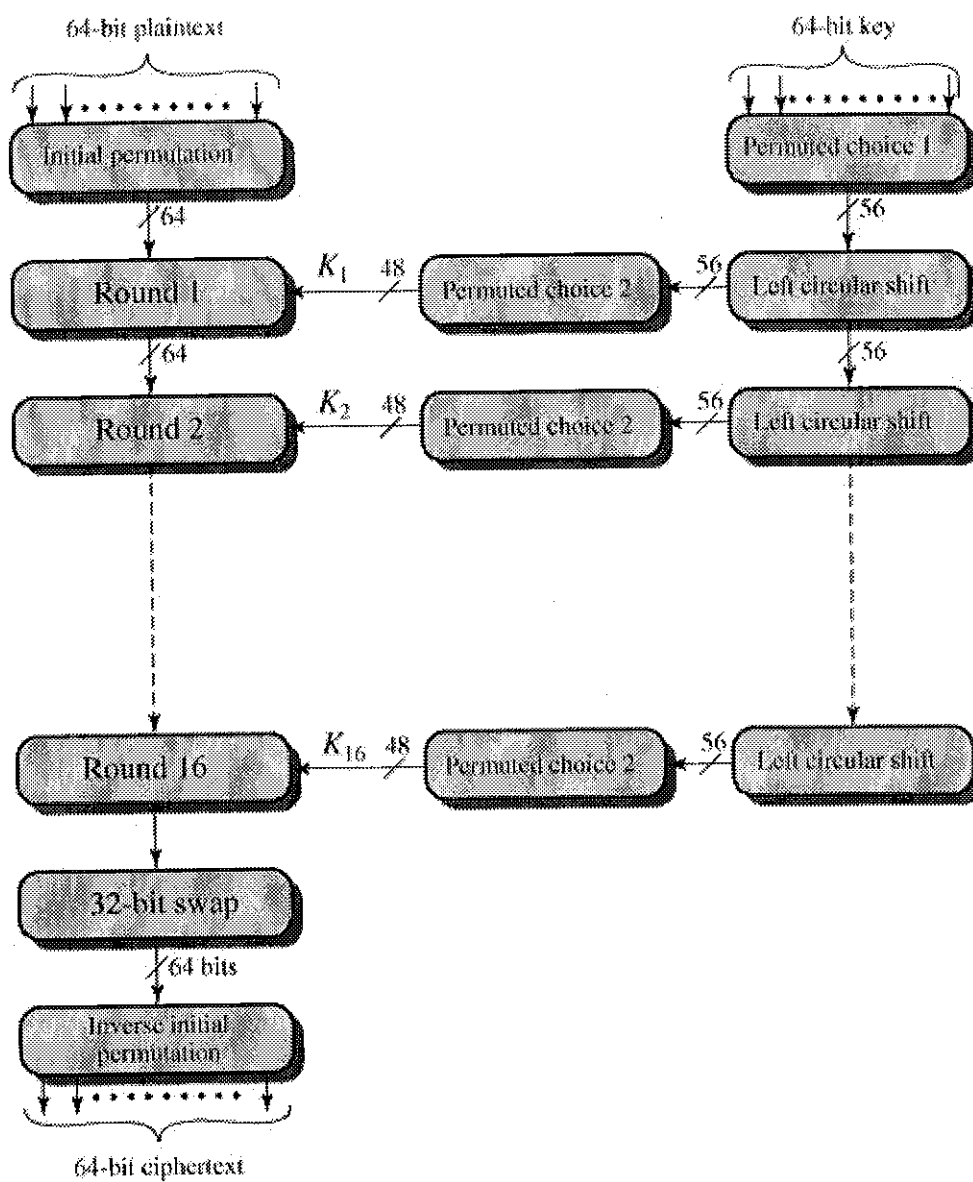 64-bit plaintext
64-bit key
Initial permutation
Permuted choice 1
64
56
Round 1
K1
48
Permuted choice 2
56
Left circular shift
64
56
Round 2
K2
48
Permuted choice 2
56
Left circular shift
Round 16
K16
48
Permuted choice 2
56
Left circular shift
32-bit swap
64 bits
Inverse initial
permutation
64-bit ciphertext